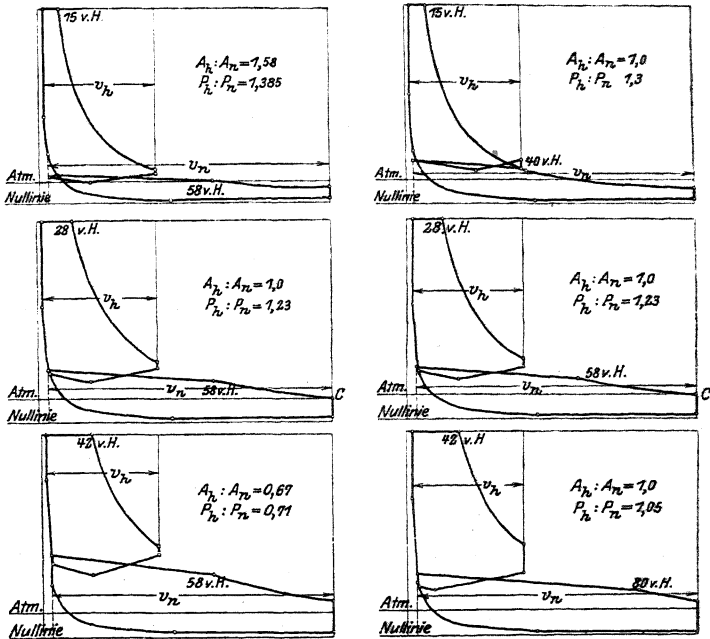 15 v.H.
A_h : A_n = 1,58
P_h : P_n = 1,385
v_h
v_n
Atm.
58 v.H.
Nullinie
15 v.H.
A_h : A_n = 1,0
P_h : P_n 1,3
v_h
40 v.H.
v_n
Atm.
Nullinie
28 v.H.
A_h : A_n = 1,0
P_h : P_n = 1,23
v_h
Atm.
v_n 58 v.H.
C
Nullinie
28 v.H.
A_h : A_n = 1,0
P_h : P_n = 1,23
v_h
58 v.H.
Atm.
v_n
C
Nullinie
42 v.H.
v_h
A_h : A_n = 0,67
P_h : P_n = 0,71
58 v.H.
v_n
Atm.
Nullinie
42 v.H
v_h
A_h : A_n = 1,0
P_h : P_n = 1,05
80 v.H.
v_n
Atm.
Nullinie